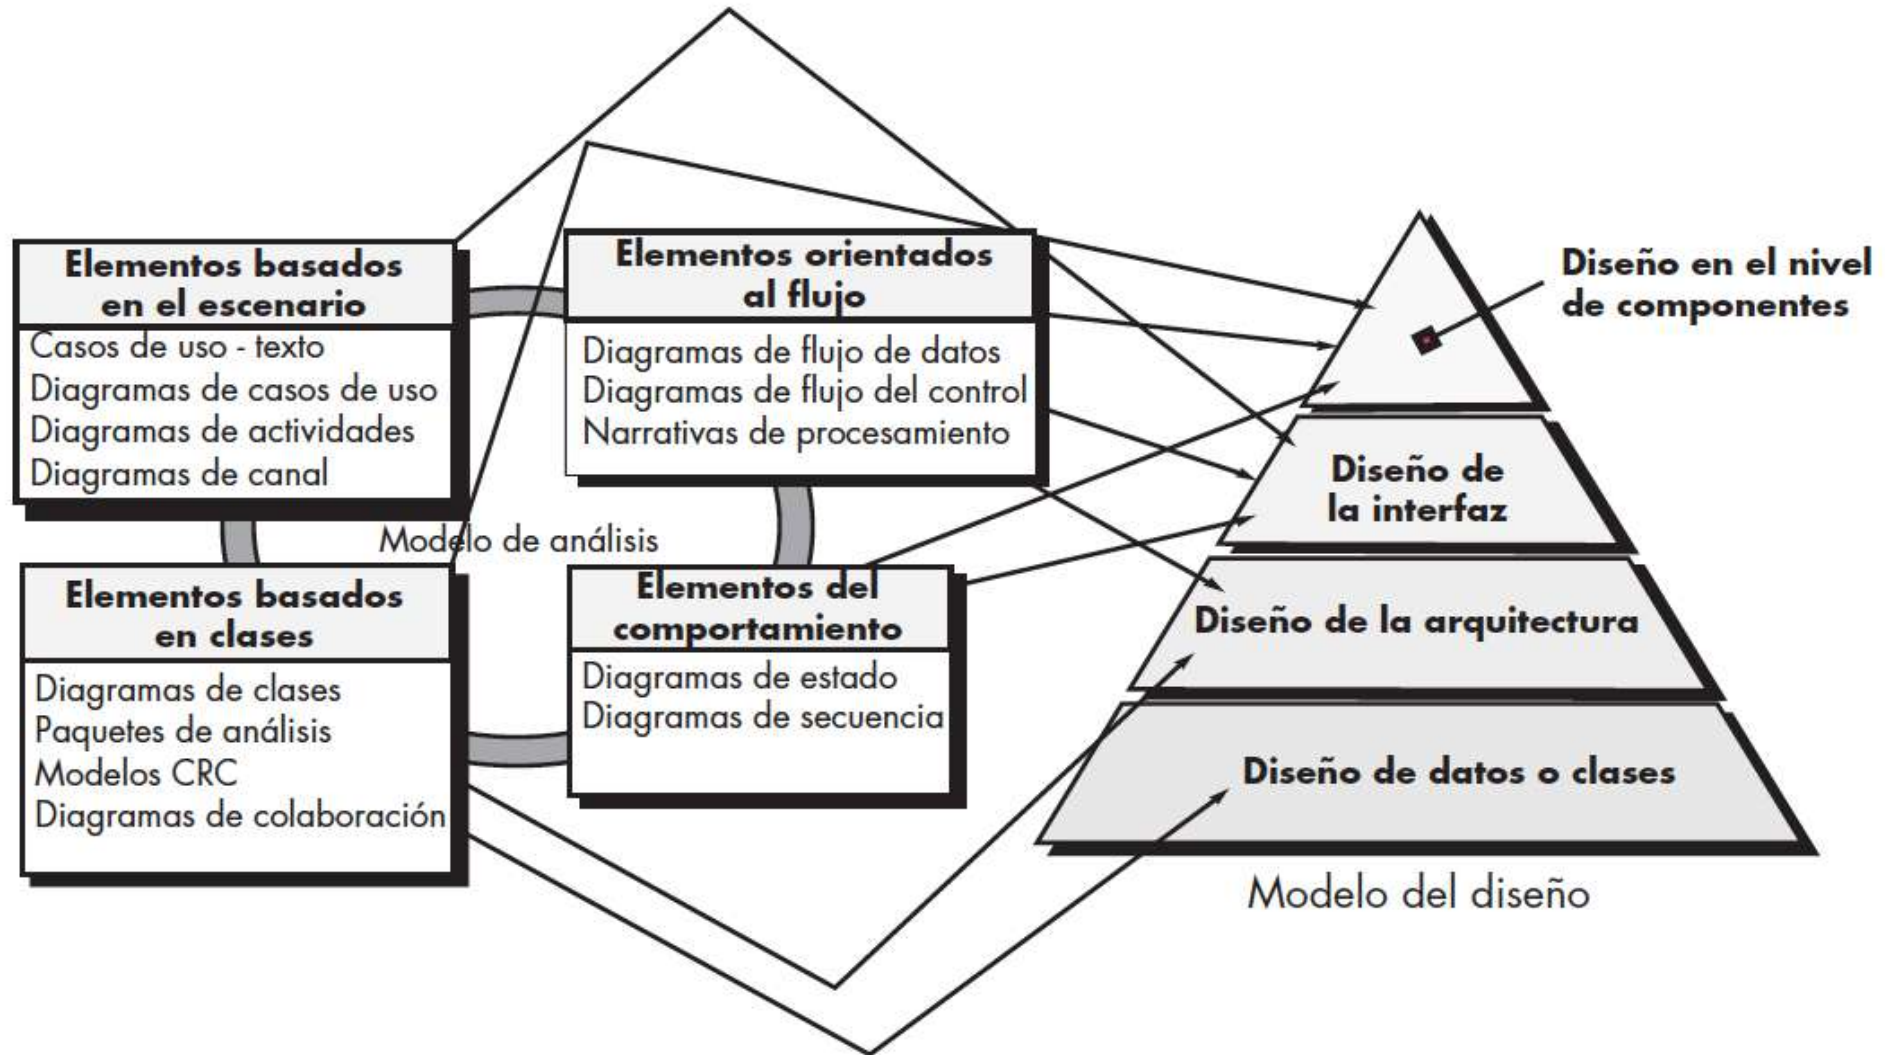 Elementos basados
en el escenario
Casos de uso - texto
Diagramas de casos de uso
Diagramas de actividades
Diagramas de canal
Elementos orientados
al flujo
Diagramas de flujo de datos
Diagramas de flujo del control
Narrativas de procesamiento
Modelo de análisis
Elementos basados
en clases
Diagramas de clases
Paquetes de análisis
Modelos CRC
Diagramas de colaboración
Elementos del
comportamiento
Diagramas de estado
Diagramas de secuencia
Diseño en el nivel
de componentes
Diseño de
la interfaz
Diseño de la arquitectura
Diseño de datos o clases
Modelo del diseño